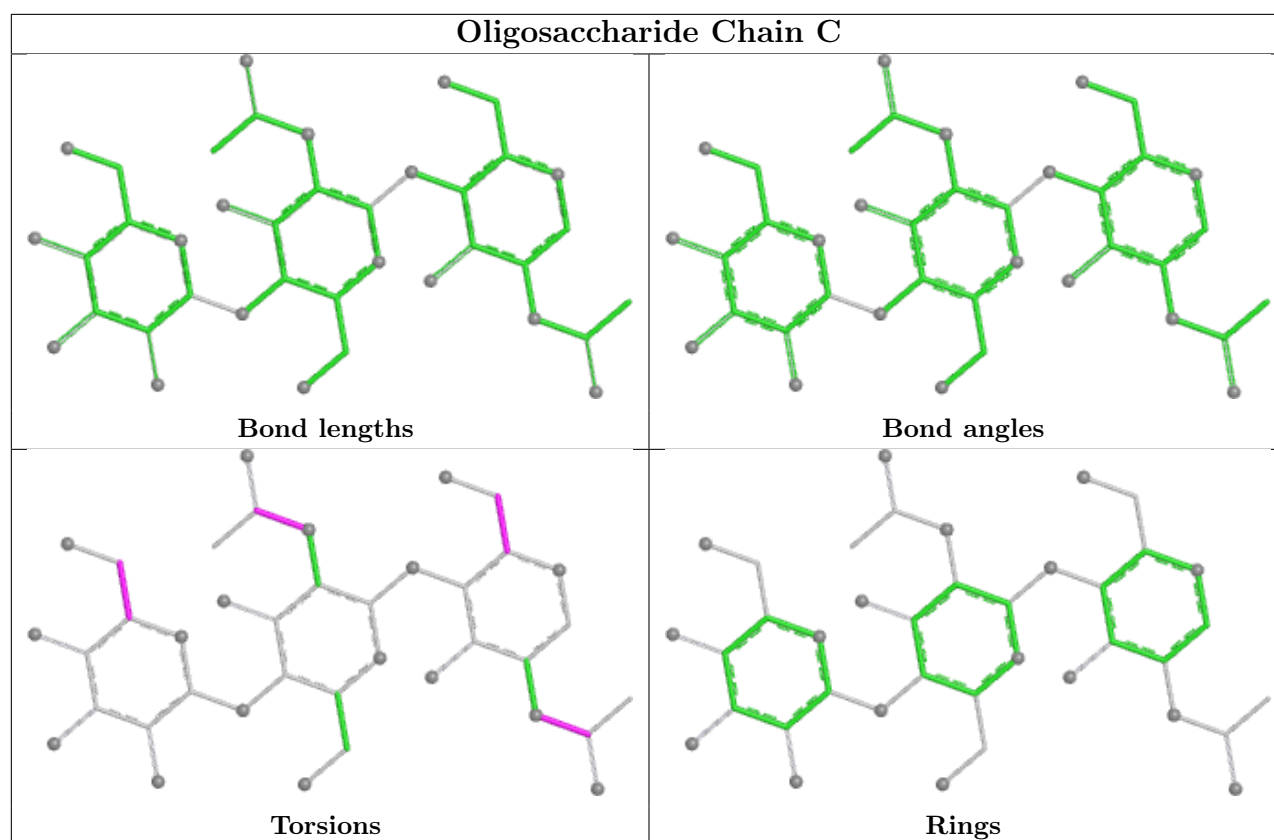 Oligosaccharide Chain C
Bond lengths
Bond angles
Torsions
Rings